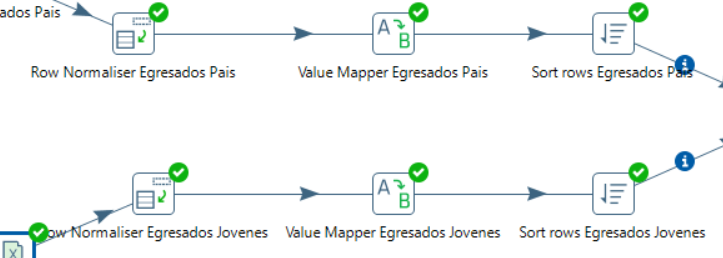 ados Pais
Row Normaliser Egresados Pais
Value Mapper Egresados Pais
Sort rows Egresados Pais
ow Normaliser Egresados Jovenes
Value Mapper Egresados Jovenes
Sort rows Egresados Jovenes